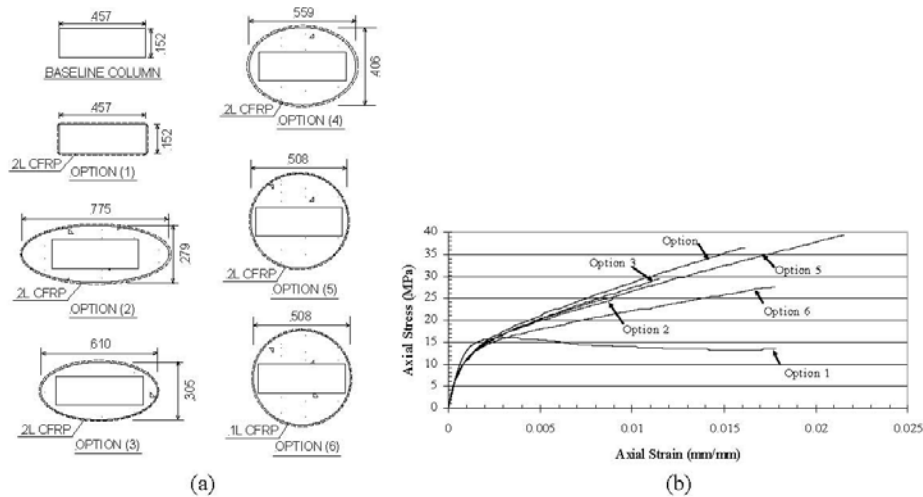 .457
.152
BASELINE COLUMN
.457
.152
2L CFRP
OPTION (1)
775
.279
2L CFRP
OPTION (2)
610
.305
2L CFRP
OPTION (3)
559
.406
2L CFRP
OPTION (4)
.508
2L CFRP
OPTION (5)
.508
.1L CFRP
OPTION (6)
(a)
Axial Stress (MPa)
40
35
30
25
20
15
10
5
0
0
0.005
0.01
0.015
0.02
0.025
Axial Strain (mm/mm)
Option
Option 3
Option 5
Option 6
Option 2
Option 1
(b)